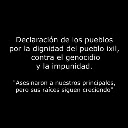 Declaración de los pueblos
por la dignidad del pueblo ixil,
contra el genocidio
y la impunidad.
"Asesinaron a nuestros principales,
pero sus raíces siguen creciendo"